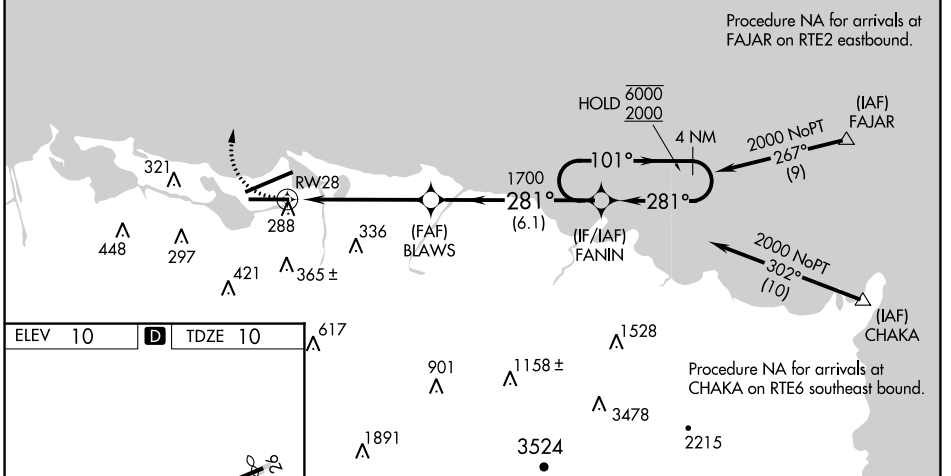 Procedure NA for arrivals at
FAJAR on RTE2 eastbound.
HOLD 6000
2000
4 NM
(IAF)
FAJAR
2000 NoPT
267°
(9)
101°
321
RW28
1700
281°
(6.1)
281°
288
(FAF)
BLAWS
(IF/IAF)
FANIN
448
297
336
421
365 ±
2000 NoPT
302°
(10)
(IAF)
CHAKA
ELEV 10
D
TDZE 10
617
1528
901
1158 ±
Procedure NA for arrivals at
CHAKA on RTE6 southeast bound.
3478
2215
1891
3524
26